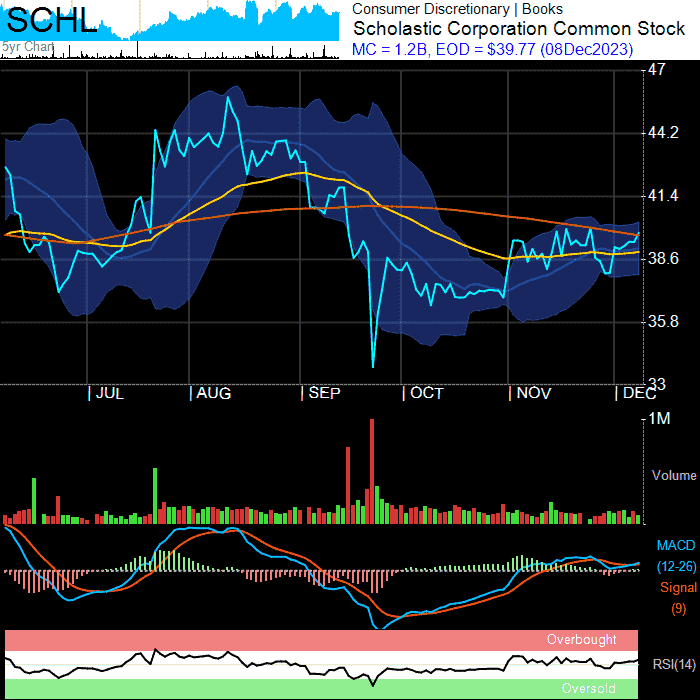 SCHL
5yr Chart
Consumer Discretionary | Books
Scholastic Corporation Common Stock
MC = 1.2B, EOD = $39.77 (08Dec2023)
47
44.2
41.4
38.6
35.8
33
| JUL | AUG | SEP | OCT | NOV | DEC
1M
Volume
MACD
(12-26)
Signal
(9)
Overbought
RSI(14)
Oversold